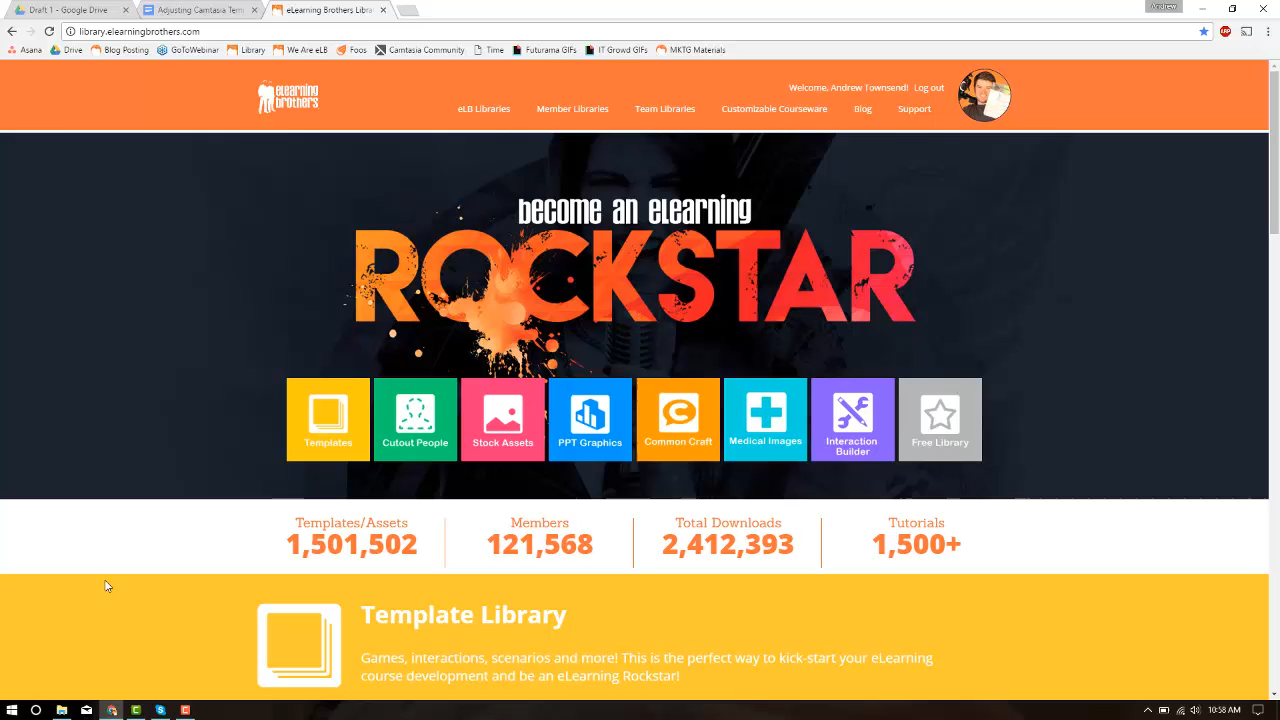 Draft 1 - Google Drive
Adjusting Camtasia Tem
eLearning Brothers Libra
Andrew
library.elearningbrothers.com
Asana
Drive
Blog Posting
GoToWebinar
Library
We Are eLB
Foos
Camtasia Community
Time
Futurama GIFs
IT Crowd GIFs
MKTG Materials
eLearning
brothers
Welcome, Andrew Townsend! Log out
eLB Libraries
Member Libraries
Team Libraries
Customizable Courseware
Blog
Support
become an eLearning
ROCKSTAR
Templates
Cutout People
Stock Assets
PPT Graphics
Common Craft
Medical Images
Interaction
Builder
Free Library
Templates/Assets
1,501,502
Members
121,568
Total Downloads
2,412,393
Tutorials
1,500+
Template Library
Games, interactions, scenarios and more! This is the perfect way to kick-start your eLearning
course development and be an eLearning Rockstar!
10:58 AM